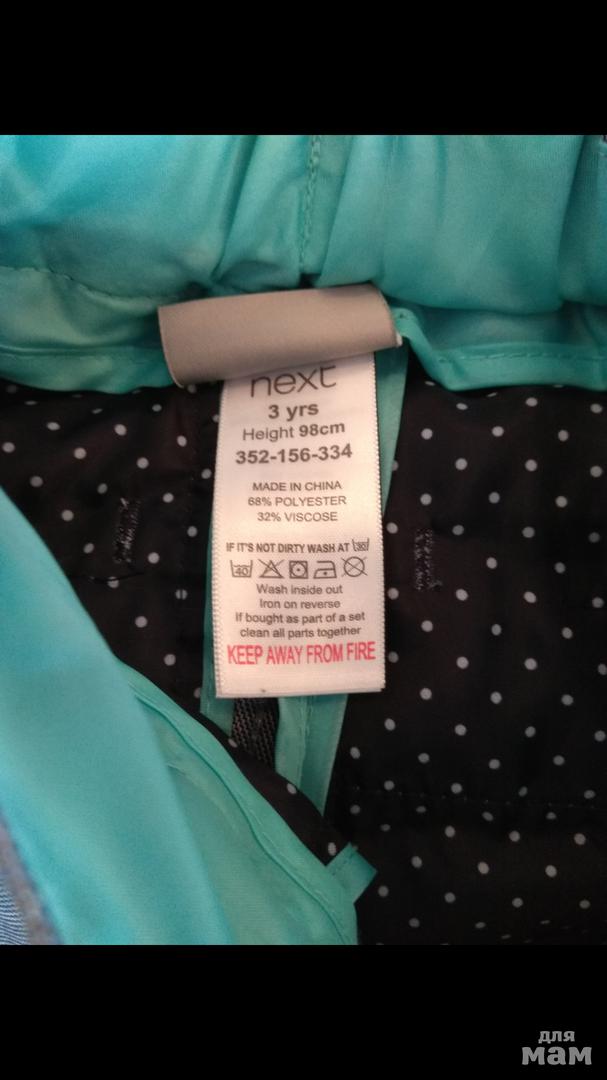 next
3 yrs
Height 98cm
352-156-334
MADE IN CHINA
68% POLYESTER
32% VISCOSE
IF IT'S NOT DIRTY WASH AT 30
40
Wash inside out
Iron on reverse
If bought as part of a set
clean all parts together
KEEP AWAY FROM FIRE
для
мам